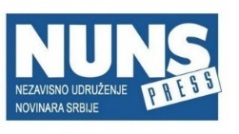 NUNS
NEZAVISNO UDRUŽENJE
NOVINARA SRBIJE
PRESS